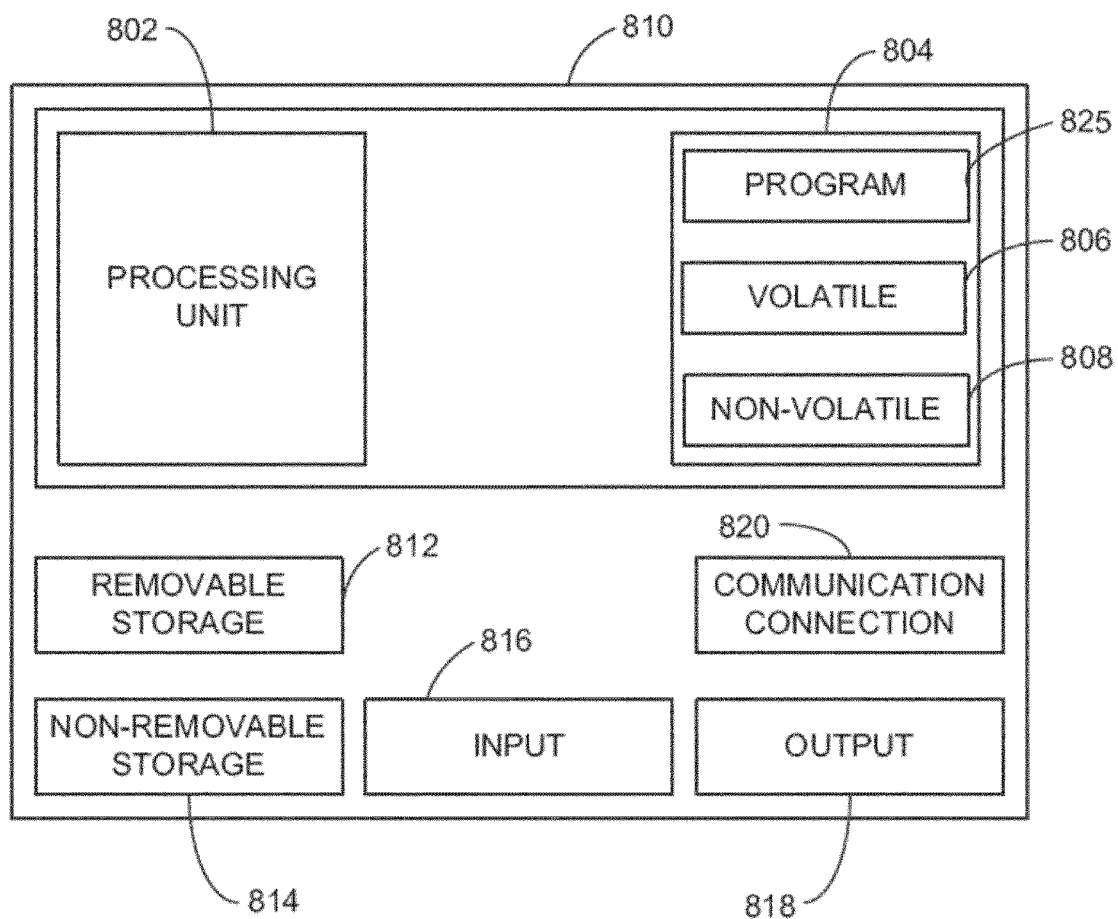 802
810
804
825
PROGRAM
PROCESSING
UNIT
806
VOLATILE
808
NON-VOLATILE
820
812
REMOVABLE
STORAGE
COMMUNICATION
CONNECTION
816
NON-REMOVABLE
STORAGE
INPUT
OUTPUT
814
818